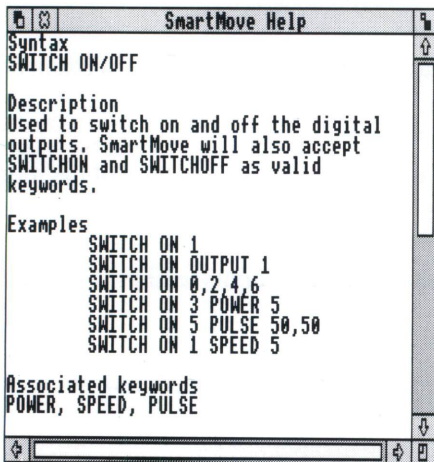 SmartMove Help
Syntax
SWITCH ON/OFF
Description
Used to switch on and off the digital
outputs. SmartMove will also accept
SWITCHON and SWITCHOFF as valid
keywords.
Examples
SWITCH ON 1
SWITCH ON OUTPUT 1
SWITCH ON 0,2,4,6
SWITCH ON 3 POWER 5
SWITCH ON 5 PULSE 50,50
SWITCH ON 1 SPEED 5
Associated keywords
POWER, SPEED, PULSE